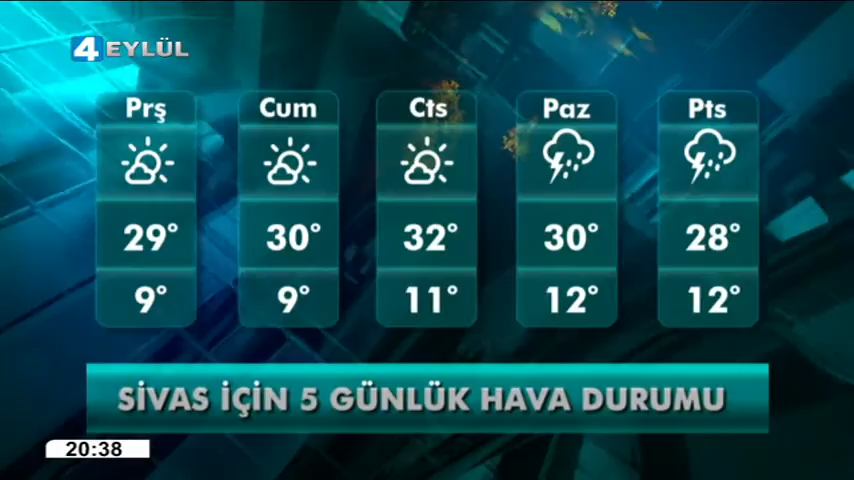 4 EYLÜL
Prş Cum Cts Paz Pts
29° 30° 32° 30° 28°
9° 9° 11° 12° 12°
SİVAS İÇİN 5 GÜNLÜK HAVA DURUMU
20:38